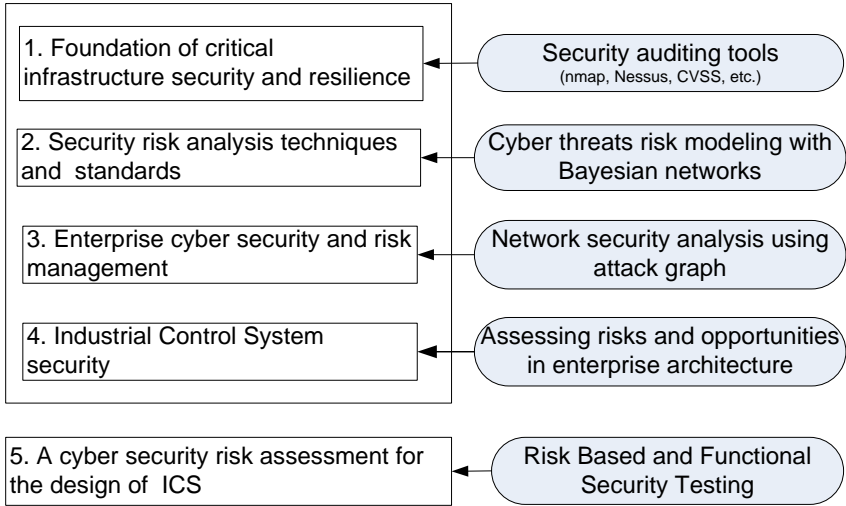 1. Foundation of critical
infrastructure security and resilience
Security auditing tools
(nmap, Nessus, CVSS, etc.)
2. Security risk analysis techniques
and standards
Cyber threats risk modeling with
Bayesian networks
3. Enterprise cyber security and risk
management
Network security analysis using
attack graph
4. Industrial Control System
security
Assessing risks and opportunities
in enterprise architecture
5. A cyber security risk assessment for
the design of ICS
Risk Based and Functional
Security Testing